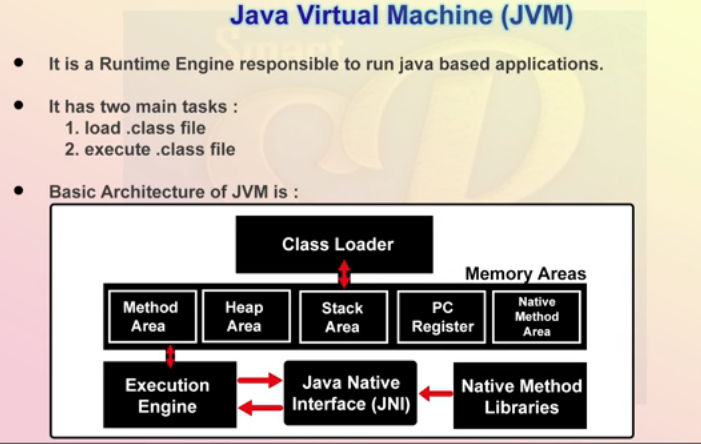 Java Virtual Machine (JVM)
Smart
• It is a Runtime Engine responsible to run java based applications.
• It has two main tasks :
1. load .class file
2. execute .class file
• Basic Architecture of JVM is :
Class Loader
Memory Areas
Method
Area
Heap
Area
Stack
Area
PC
Register
Native
Method
Area
Execution
Engine
Java Native
Interface (JNI)
Native Method
Libraries